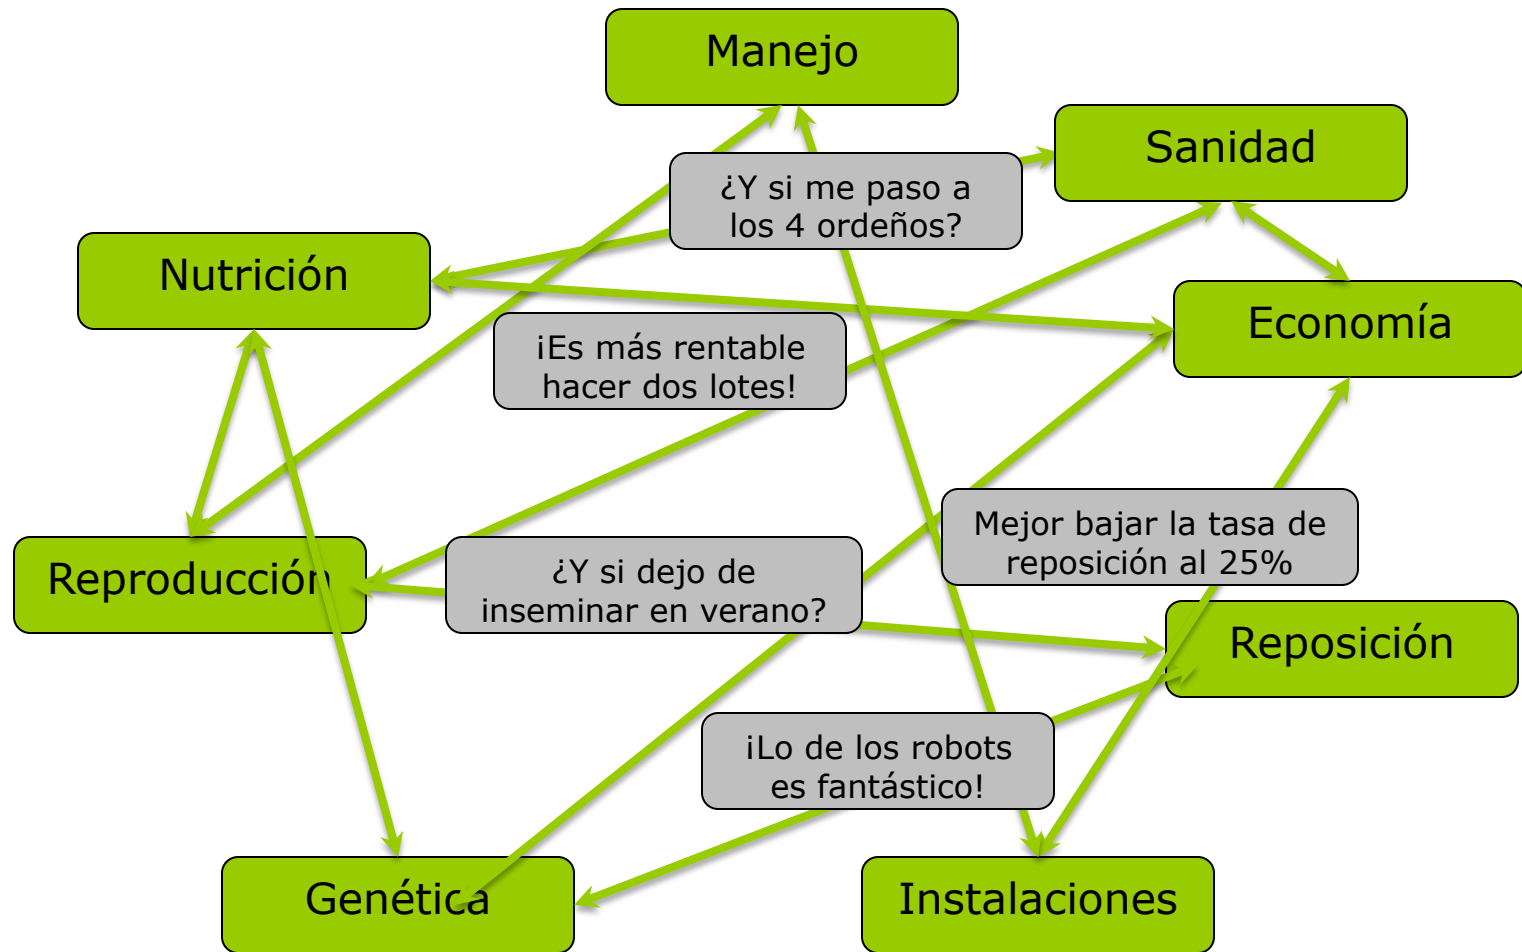 Manejo
Sanidad
¿Y si me paso a
los 4 ordeños?
Nutrición
Economía
¡Es más rentable
hacer dos lotes!
Mejor bajar la tasa de
reposición al 25%
Reproducción
¿Y si dejo de
inseminar en verano?
Reposición
¡Lo de los robots
es fantástico!
Genética
Instalaciones